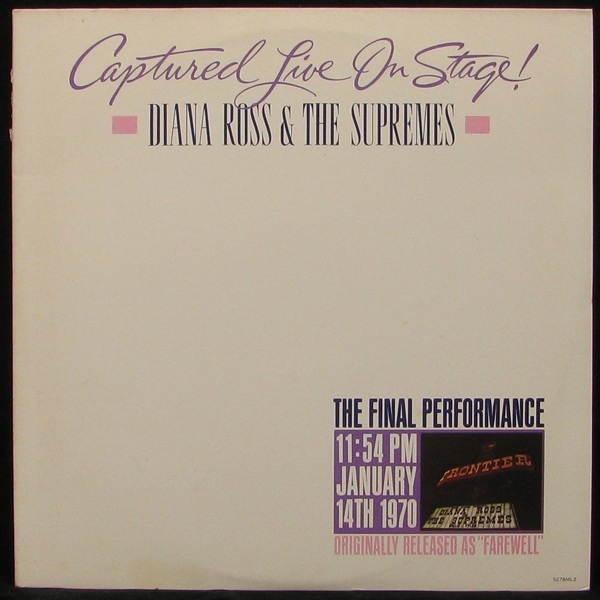 Captured Live On Stage!
DIANA ROSS & THE SUPREMES
THE FINAL PERFORMANCE
11:54 PM
JANUARY
14TH 1970
FRONTIER
DIANA ROSS
THE SUPREMES
ORIGINALLY RELEASED AS "FAREWELL"
5278ML2